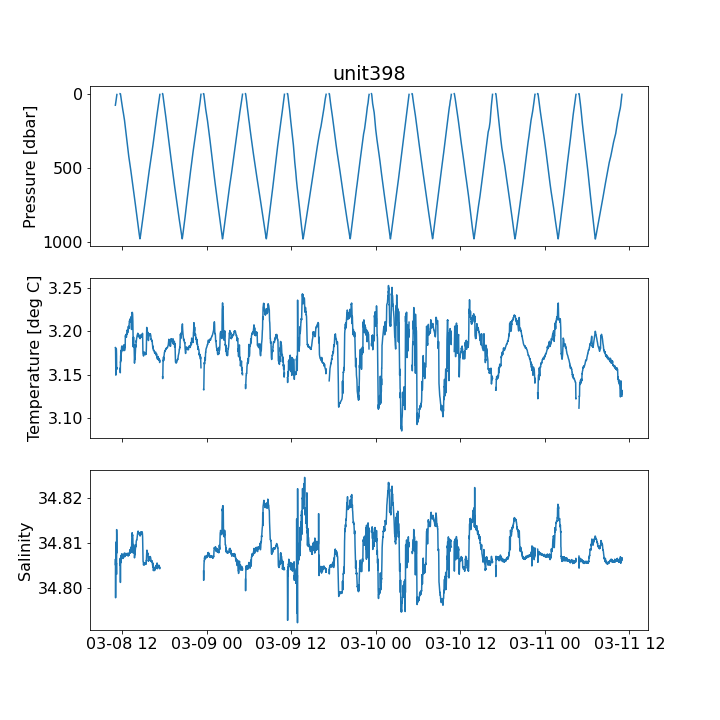 unit398
0
500
1000
Pressure [dbar]
3.25
3.20
3.15
3.10
Temperature [deg C]
34.82
34.81
34.80
Salinity
03-08 12 03-09 00 03-09 12 03-10 00 03-10 12 03-11 00 03-11 12